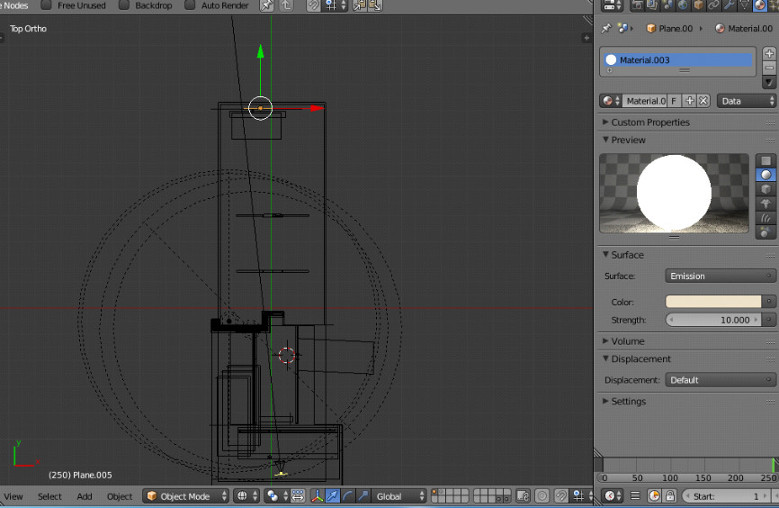 e Nodes Free Unused Backdrop Auto Render
Top Ortho
Plane.00 Material.00
Material.003
Material.0 F Data
Custom Properties
Preview
Surface
Surface: Emission
Color:
Strength: 10.000
Volume
Displacement
Displacement: Default
Settings
y
(250) Plane.005
0 50 100 150 200 250
View Select Add Object Object Mode Global
Start: 1